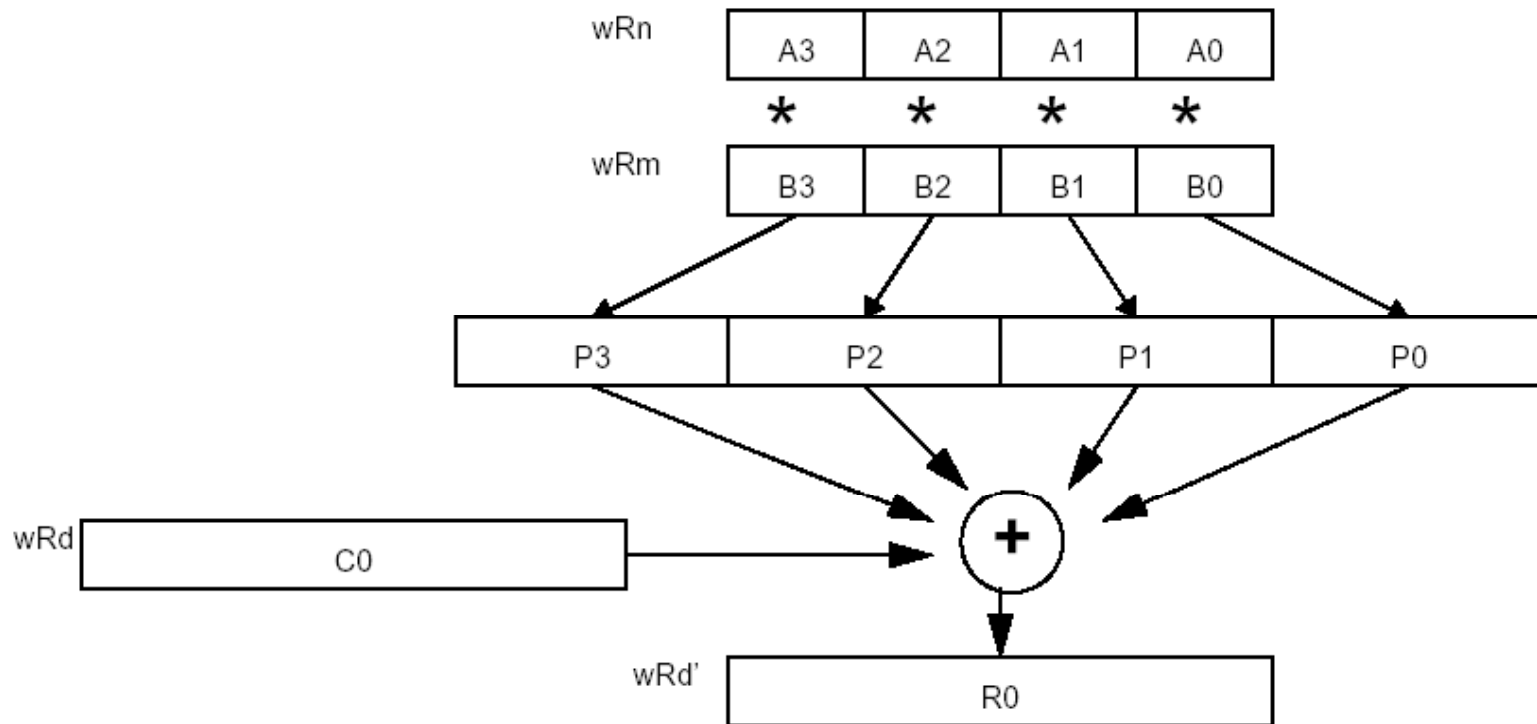 wRn A3 A2 A1 A0
* * * *
wRm B3 B2 B1 B0
P3 P2 P1 P0
+
wRd C0
wRd' R0